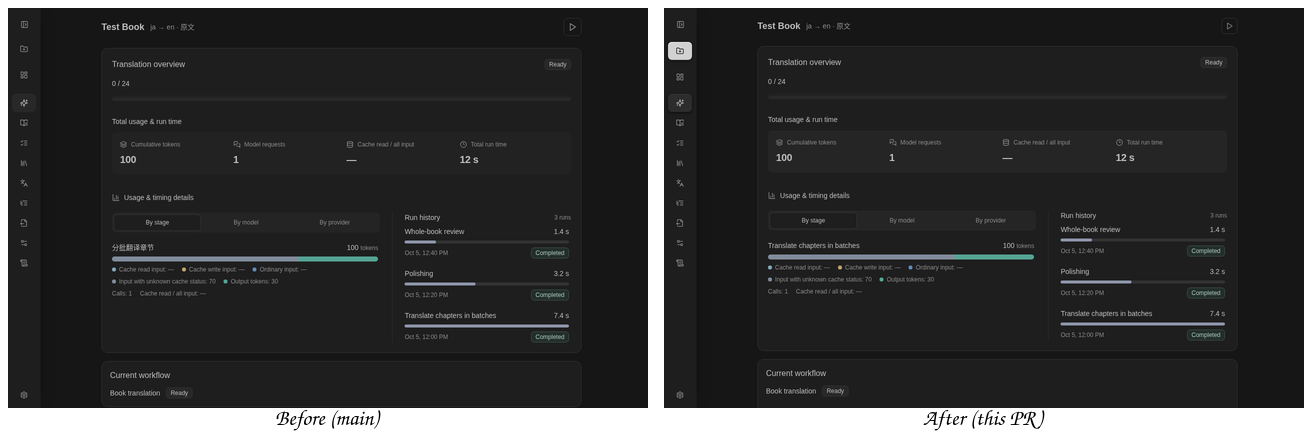 Test Book ja → en · 原文
Translation overview Ready
0 / 24
Total usage & run time
Cumulative tokens Model requests Cache read / all input Total run time
100 1 — 12 s
Usage & timing details
By stage By model By provider
分批翻译章节 100 tokens
Cache read input: — Cache write input: — Ordinary input: —
Input with unknown cache status: 70 Output tokens: 30
Calls: 1 Cache read / all input: —
Run history 3 runs
Whole-book review 1.4 s
Oct 5, 12:40 PM Completed
Polishing 3.2 s
Oct 5, 12:20 PM Completed
Translate chapters in batches 7.4 s
Oct 5, 12:00 PM Completed
Current workflow
Book translation Ready
Before (main)
Test Book ja → en · 原文
Translation overview Ready
0 / 24
Total usage & run time
Cumulative tokens Model requests Cache read / all input Total run time
100 1 — 12 s
Usage & timing details
By stage By model By provider
Translate chapters in batches 100 tokens
Cache read input: — Cache write input: — Ordinary input: —
Input with unknown cache status: 70 Output tokens: 30
Calls: 1 Cache read / all input: —
Run history 3 runs
Whole-book review 1.4 s
Oct 5, 12:40 PM Completed
Polishing 3.2 s
Oct 5, 12:20 PM Completed
Translate chapters in batches 7.4 s
Oct 5, 12:00 PM Completed
Current workflow
Book translation Ready
After (this PR)